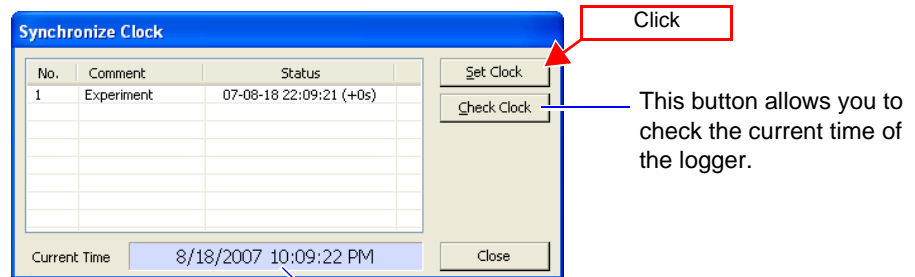 Click
Synchronize Clock
No. Comment Status
1 Experiment 07-08-18 22:09:21 (+0s)
Set Clock
Check Clock
This button allows you to
check the current time of
the logger.
Current Time 8/18/2007 10:09:22 PM
Close